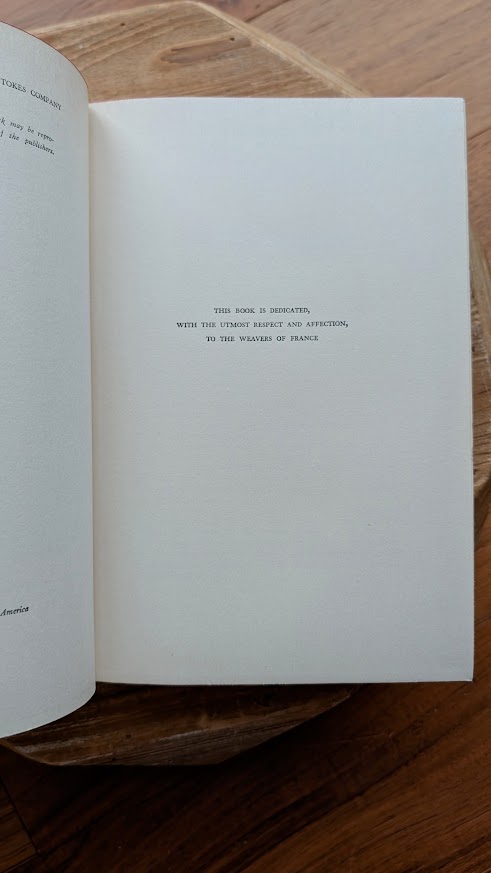 TOKES COMPANY
k may be repro-
f the publishers.
America
THIS BOOK IS DEDICATED,
WITH THE UTMOST RESPECT AND AFFECTION,
TO THE WEAVERS OF FRANCE